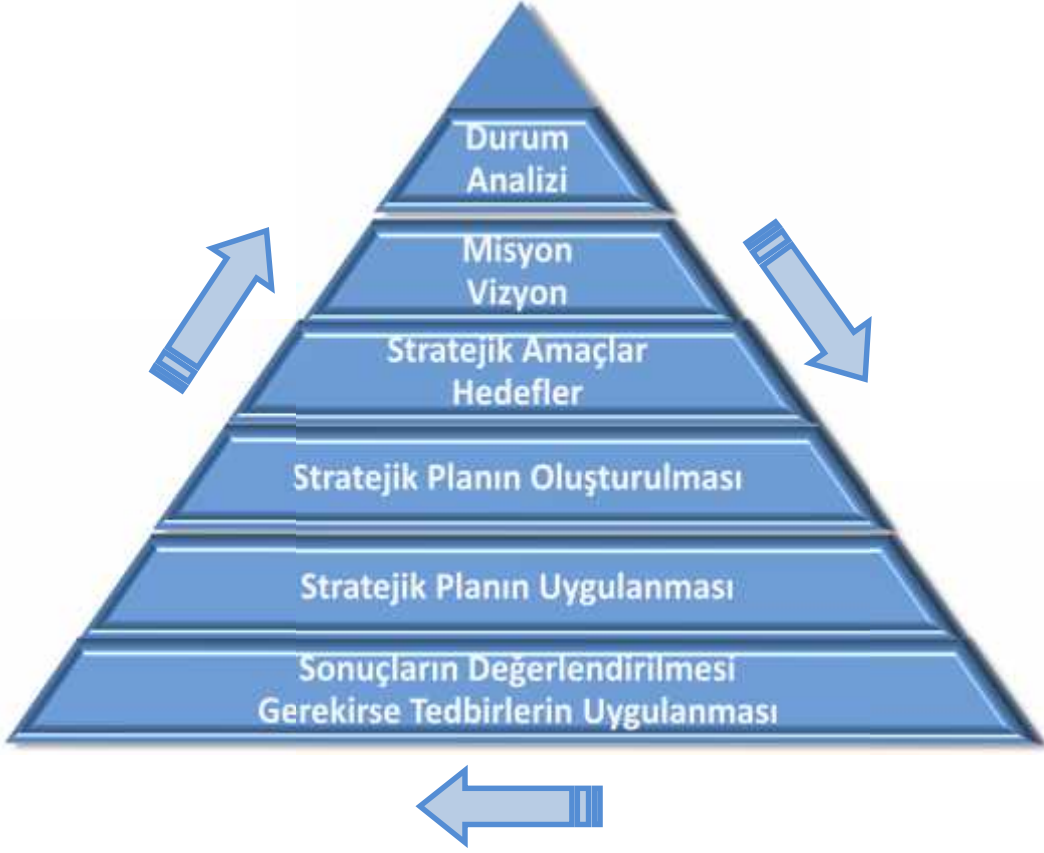 Durum
Analizi
Misyon
Vizyon
Stratejik Amaçlar
Hedefler
Stratejik Planın Oluşturulması
Stratejik Planın Uygulanması
Sonuçların Değerlendirilmesi
Gerekirse Tedbirlerin Uygulanması